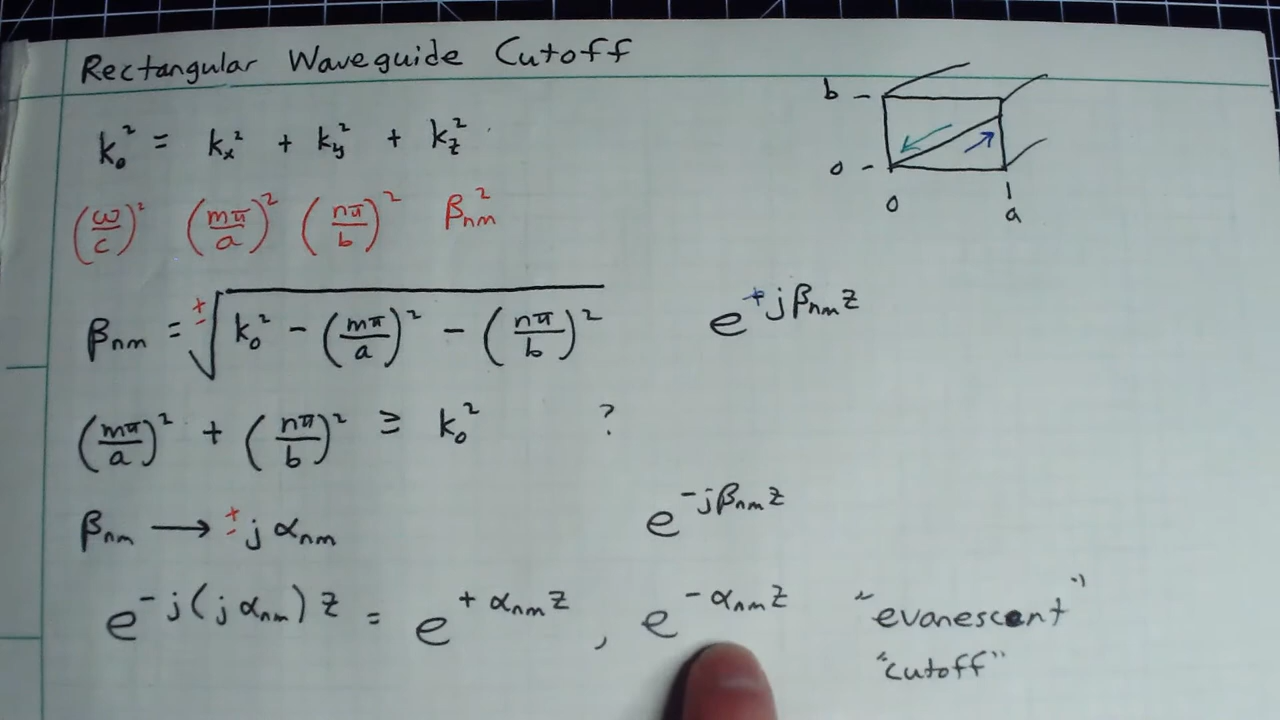 Rectangular Waveguide Cutoff
b
k₀² = kₓ² + k_y² + k_z²
0
0 a
(ω/c)² (mπ/a)² (nπ/b)² β_nm²
β_nm = ±√(k₀² − (mπ/a)² − (nπ/b)²) e^{+jβ_nm z}
(mπ/a)² + (nπ/b)² ≥ k₀² ?
β_nm → ±j α_nm e^{−jβ_nm z}
e^{−j(jα_nm)z} = e^{+α_nm z}, e^{−α_nm z} "evanescent"
"cutoff"